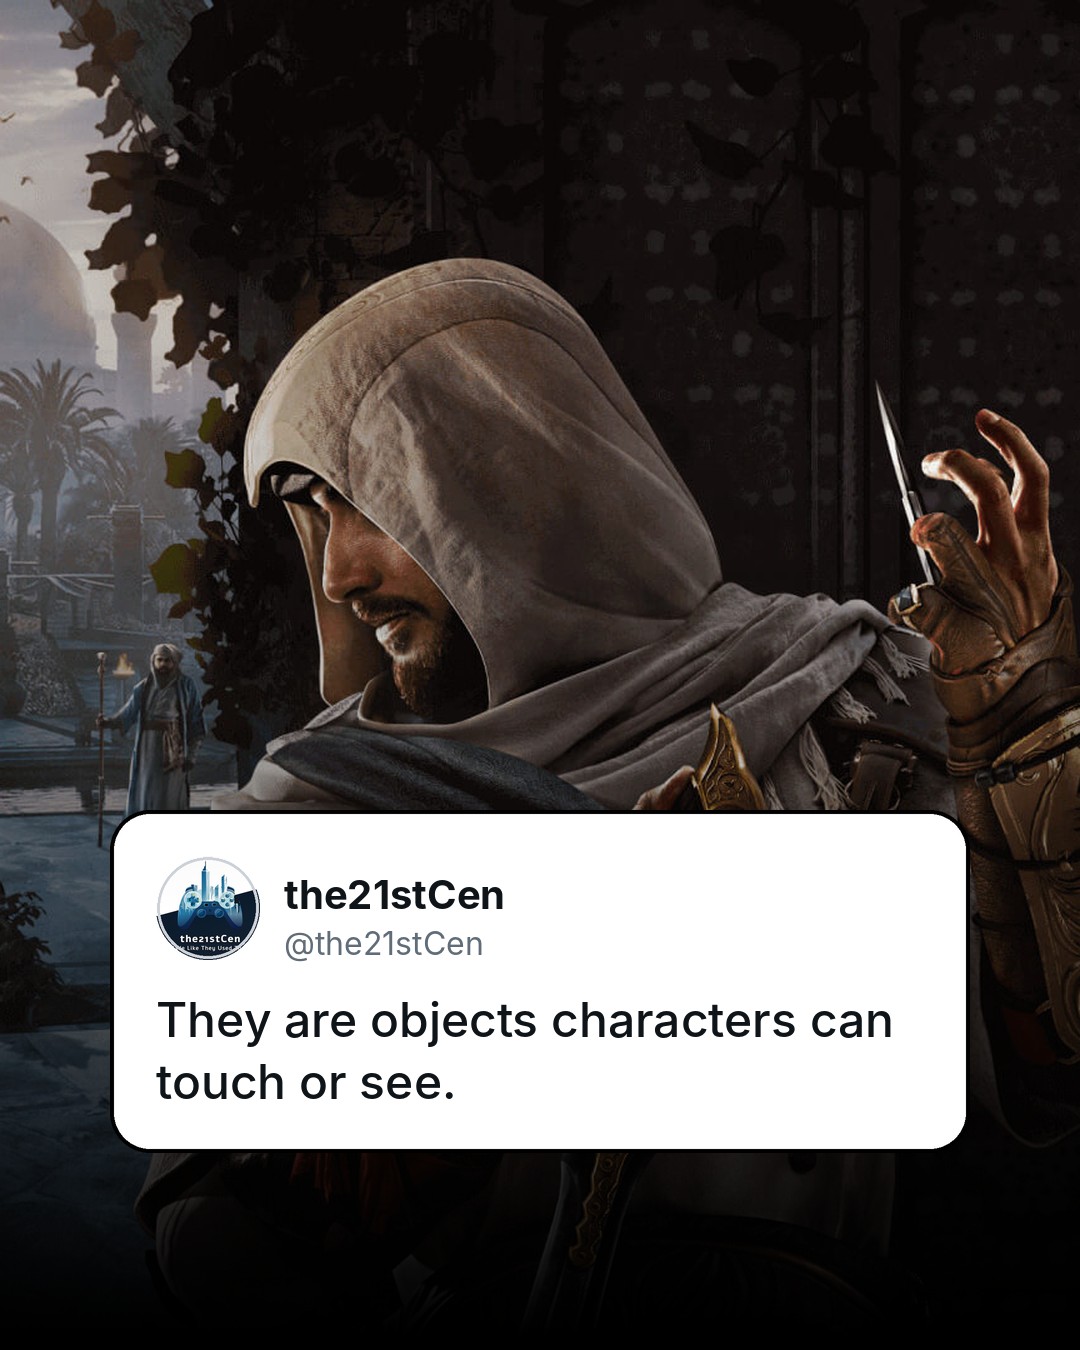 the21stCen
@the21stCen
the21stCen
They are objects characters can
touch or see.